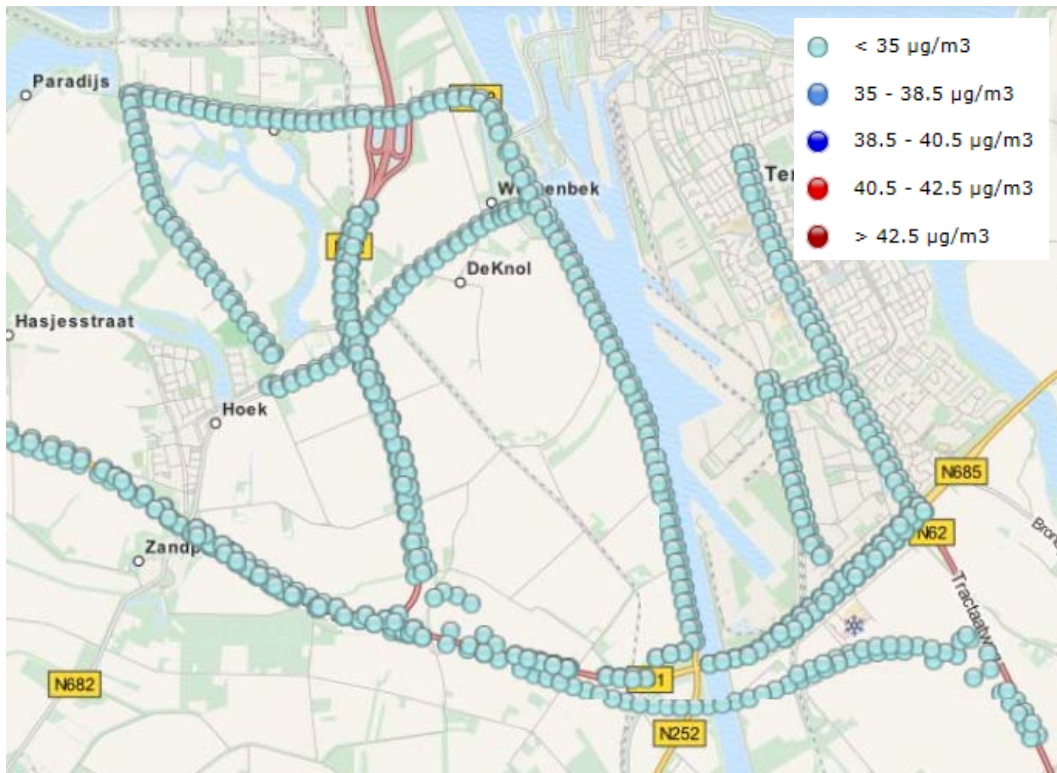 < 35 µg/m3
35 - 38.5 µg/m3
38.5 - 40.5 µg/m3
40.5 - 42.5 µg/m3
> 42.5 µg/m3
Paradijs
Ter
DeKnol
Hasjesstraat
Hoek
N685
N62
Tractaatweg
N682
N252